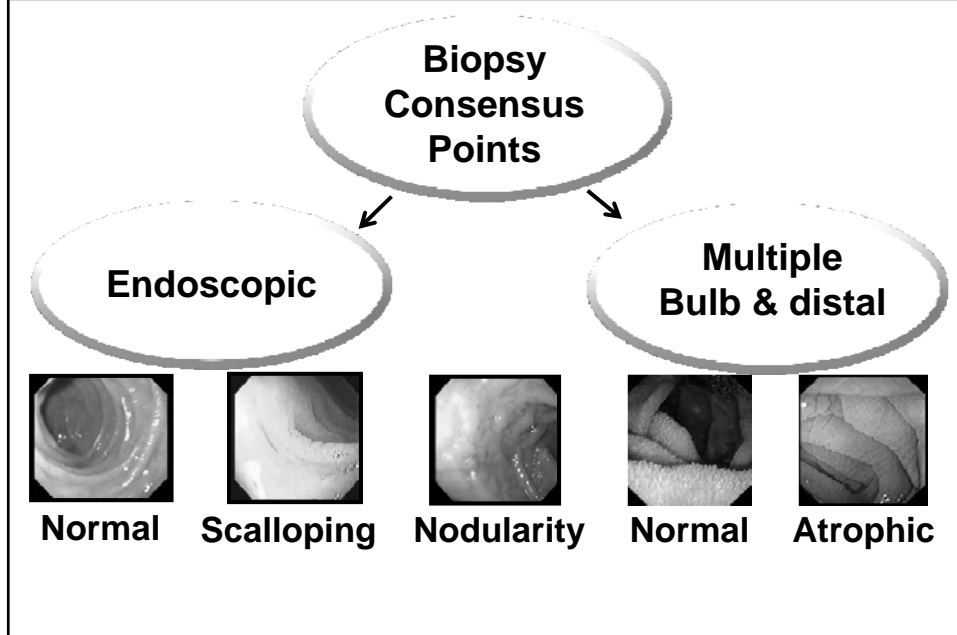 Biopsy
Consensus
Points
Endoscopic
Multiple
Bulb & distal
Normal
Scalloping
Nodularity
Normal
Atrophic